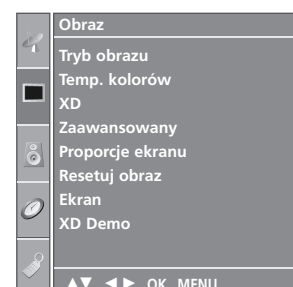 Obraz
Tryb obrazu
Temp. kolorów
XD
Zaawansowany
Proporcje ekranu
Resetuj obraz
Ekran
XD Demo
▲▼ ◄► OK MENU